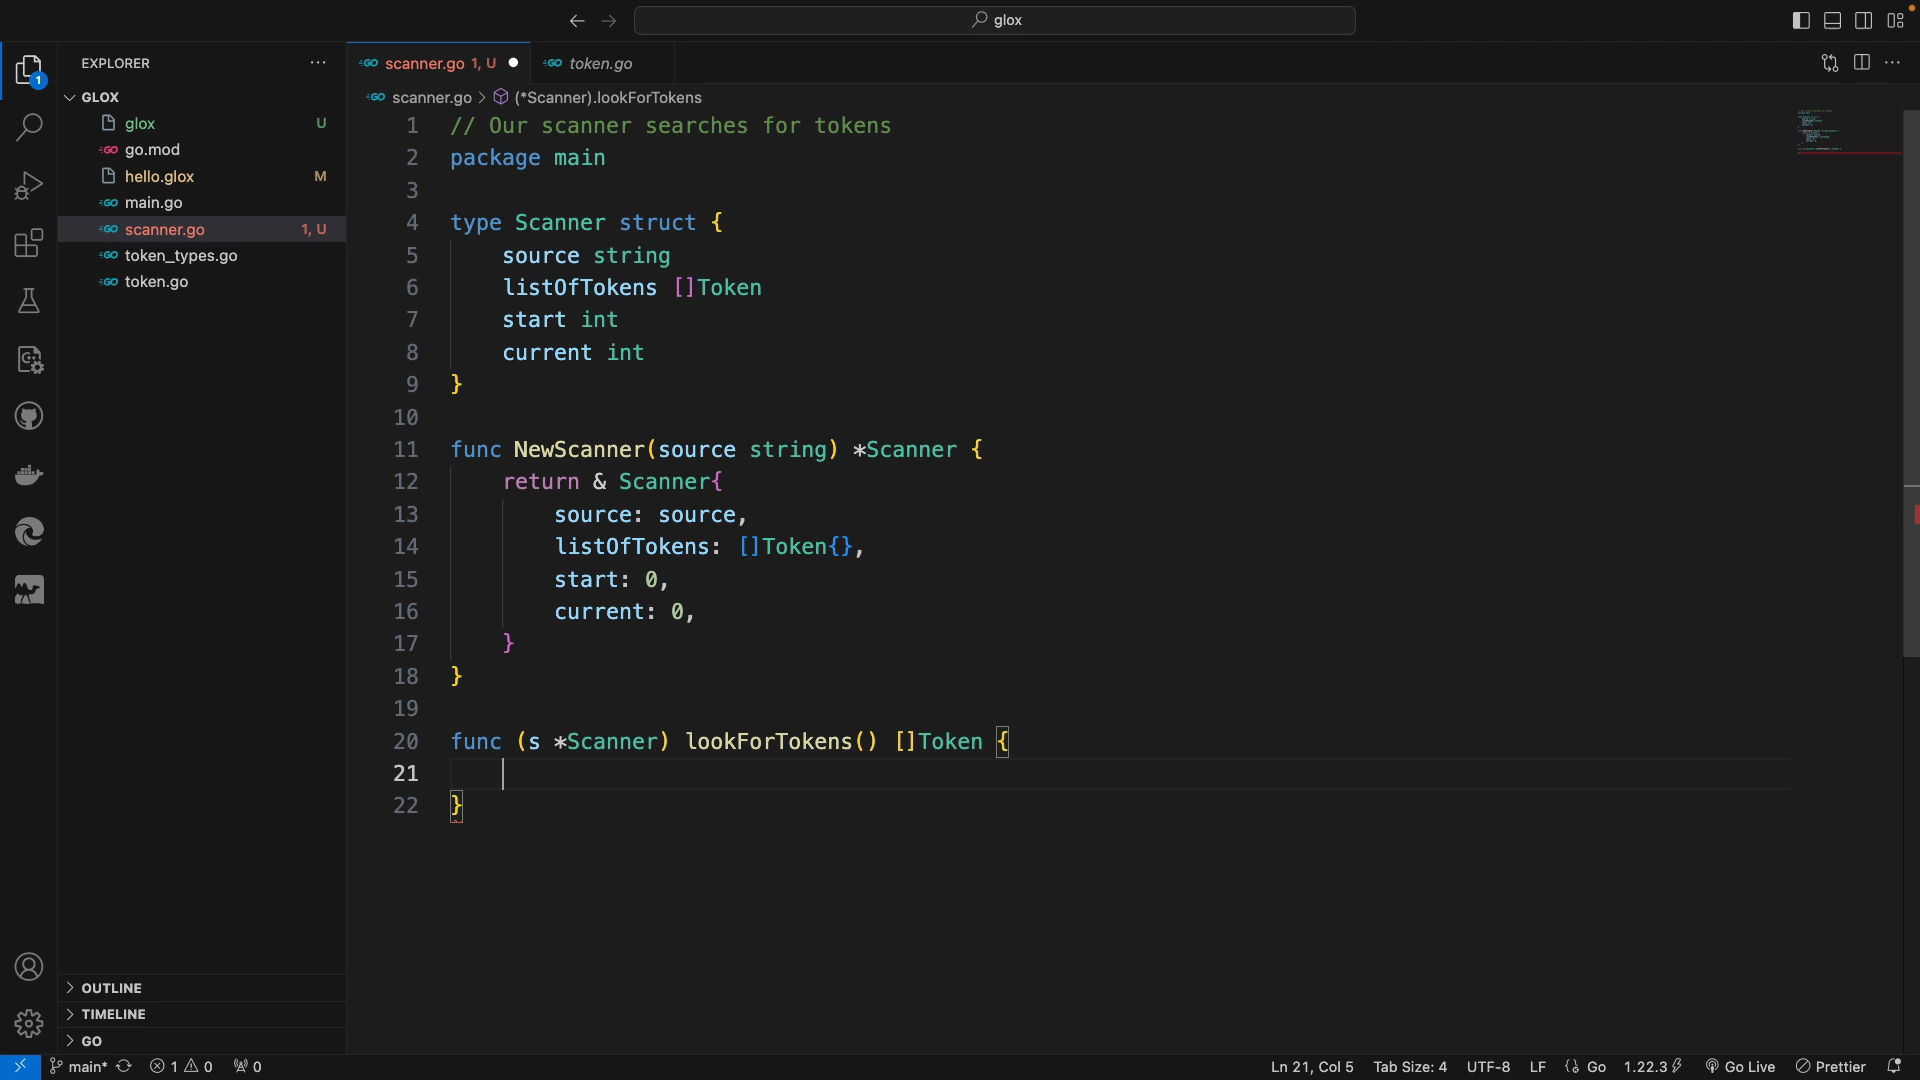 glox
EXPLORER
GLOX
glox U
go.mod
hello.glox M
main.go
scanner.go 1, U
token_types.go
token.go
OUTLINE
TIMELINE
GO
scanner.go 1, U
token.go
scanner.go > (*Scanner).lookForTokens
1 // Our scanner searches for tokens
2 package main
3
4 type Scanner struct {
5 source string
6 listOfTokens []Token
7 start int
8 current int
9 }
10
11 func NewScanner(source string) *Scanner {
12 return & Scanner{
13 source: source,
14 listOfTokens: []Token{},
15 start: 0,
16 current: 0,
17 }
18 }
19
20 func (s *Scanner) lookForTokens() []Token {
21
22 }
main* 1 0 0 Ln 21, Col 5 Tab Size: 4 UTF-8 LF Go 1.22.3 Go Live Prettier